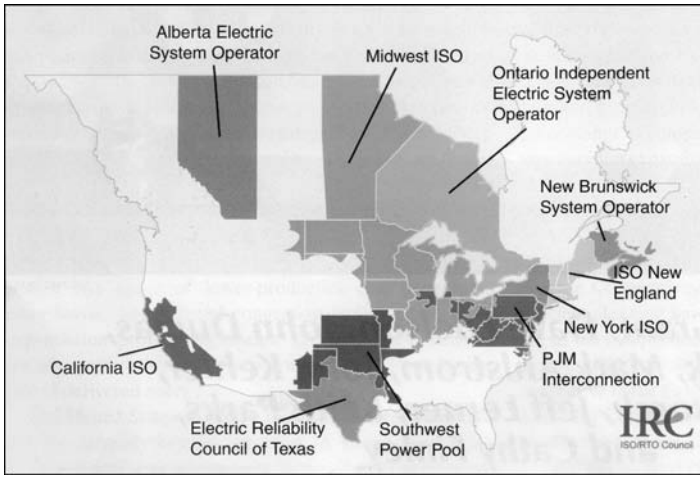 Alberta Electric
System Operator
Midwest ISO
Ontario Independent
Electric System
Operator
New Brunswick
System Operator
ISO New
England
New York ISO
PJM
Interconnection
California ISO
Electric Reliability
Council of Texas
Southwest
Power Pool
IRC
ISO/RTO Council